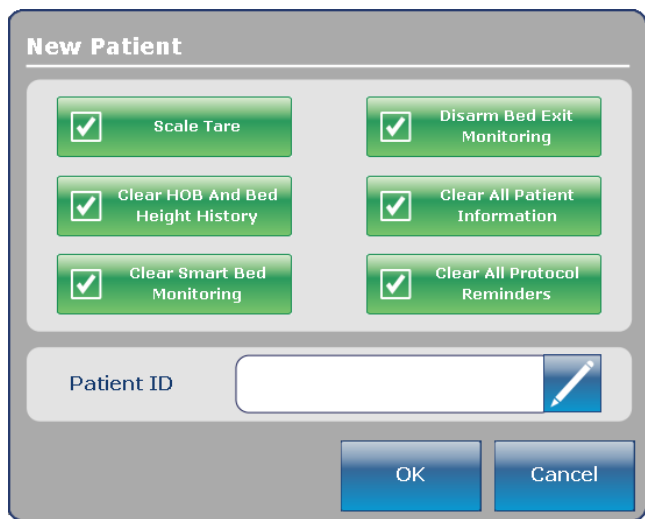 New Patient
Scale Tare
Disarm Bed Exit
Monitoring
Clear HOB And Bed
Height History
Clear All Patient
Information
Clear Smart Bed
Monitoring
Clear All Protocol
Reminders
Patient ID
OK
Cancel